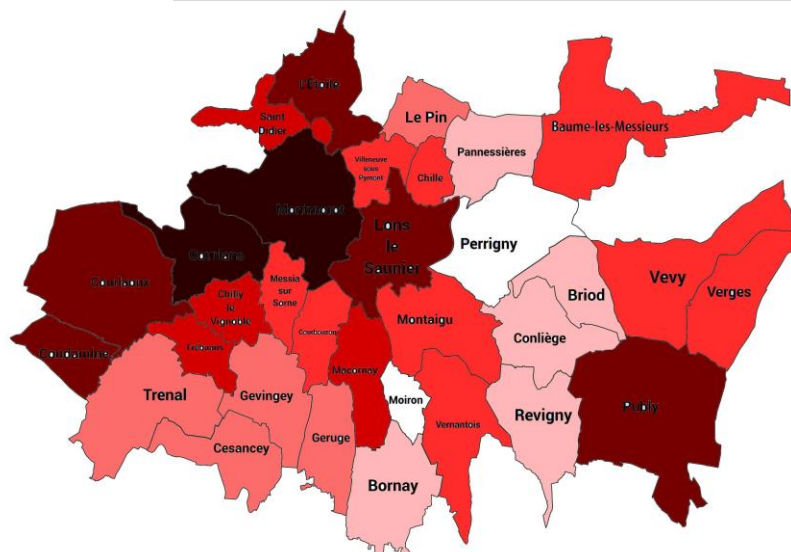 L'Etoile
Saint
Didier
Le Pin
Baume-les-Messieurs
Pannessières
Villeneuve
sous
Pymont
Chille
Montmorot
Lons
le
Saunier
Perrigny
Courlans
Courlaoux
Messia
sur
Sorne
Chilly
le
Vignoble
Briod
Vevy
Verges
Montaigu
Courbouzon
Conliège
Frébuans
Condamine
Macornay
Trenal
Gevingey
Moiron
Revigny
Publy
Vernantois
Cesancey
Geruge
Bornay